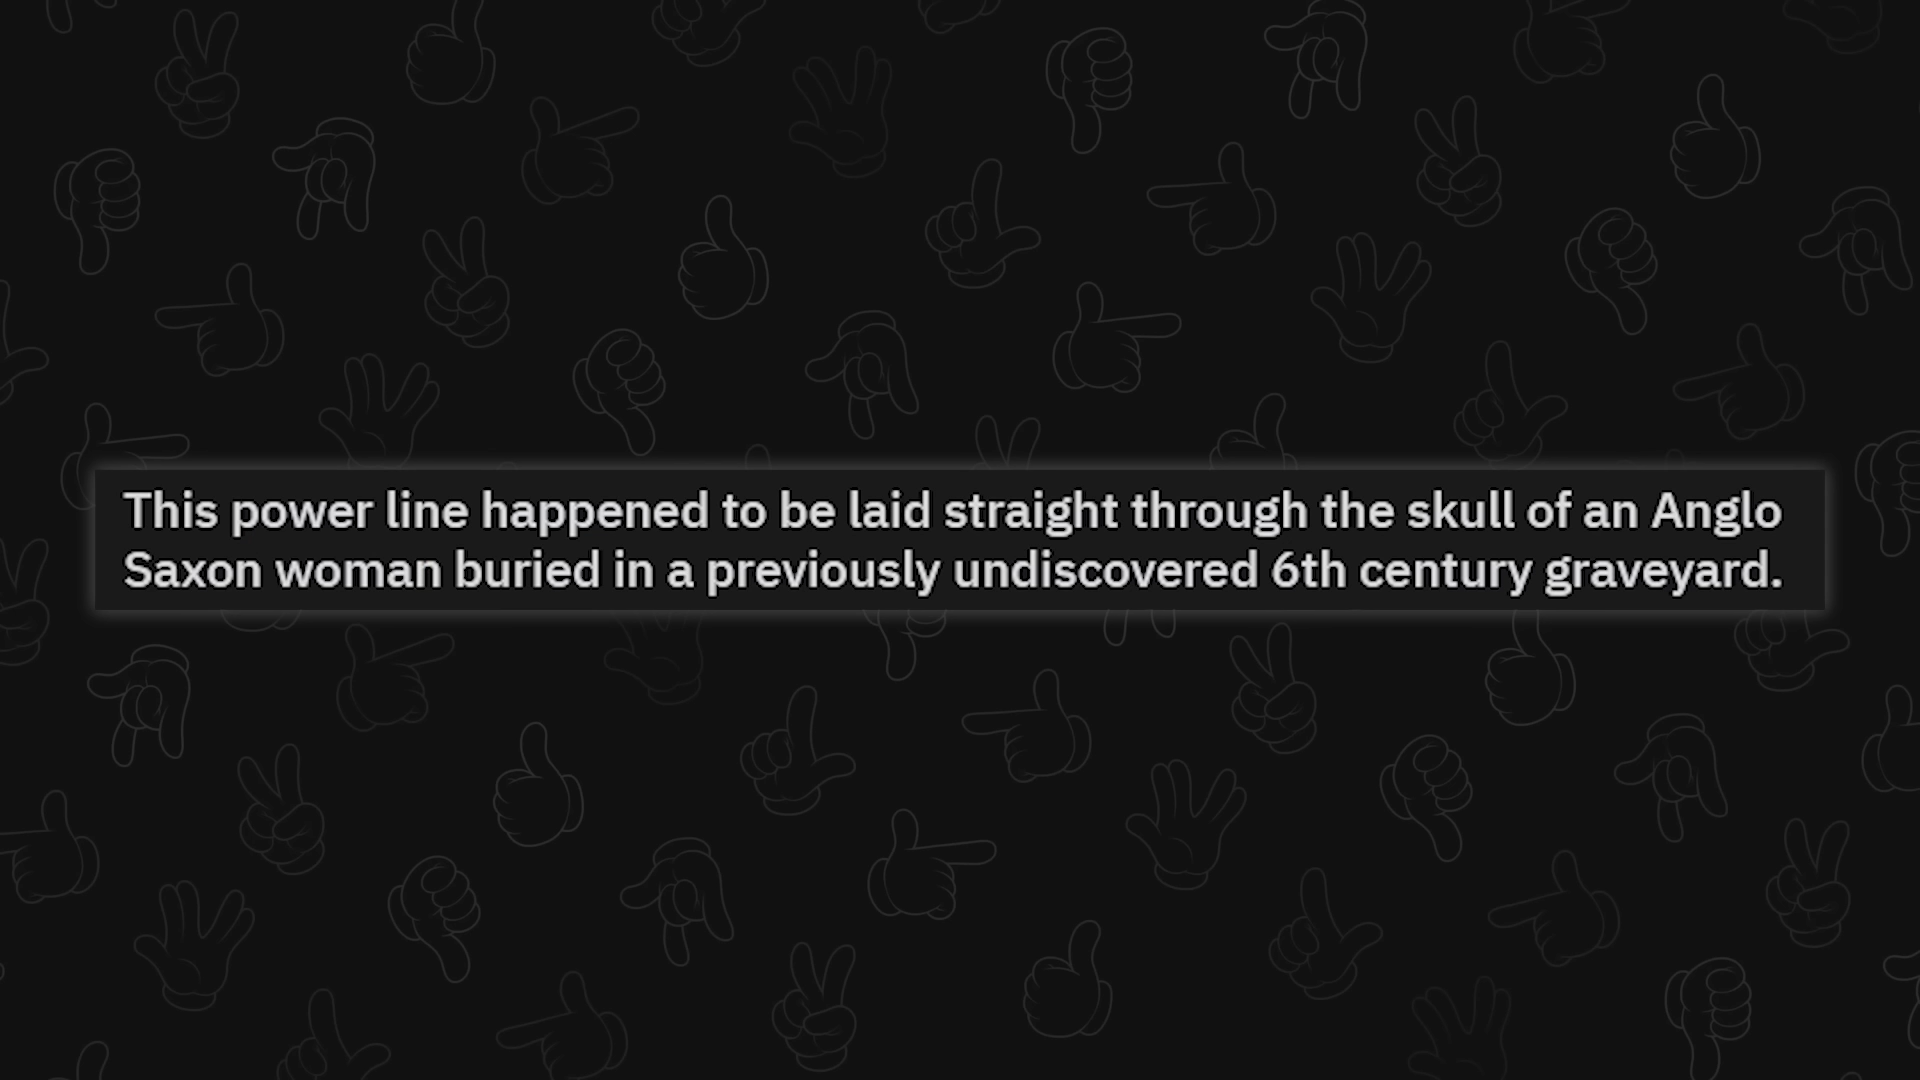 This power line happened to be laid straight through the skull of an Anglo
Saxon woman buried in a previously undiscovered 6th century graveyard.